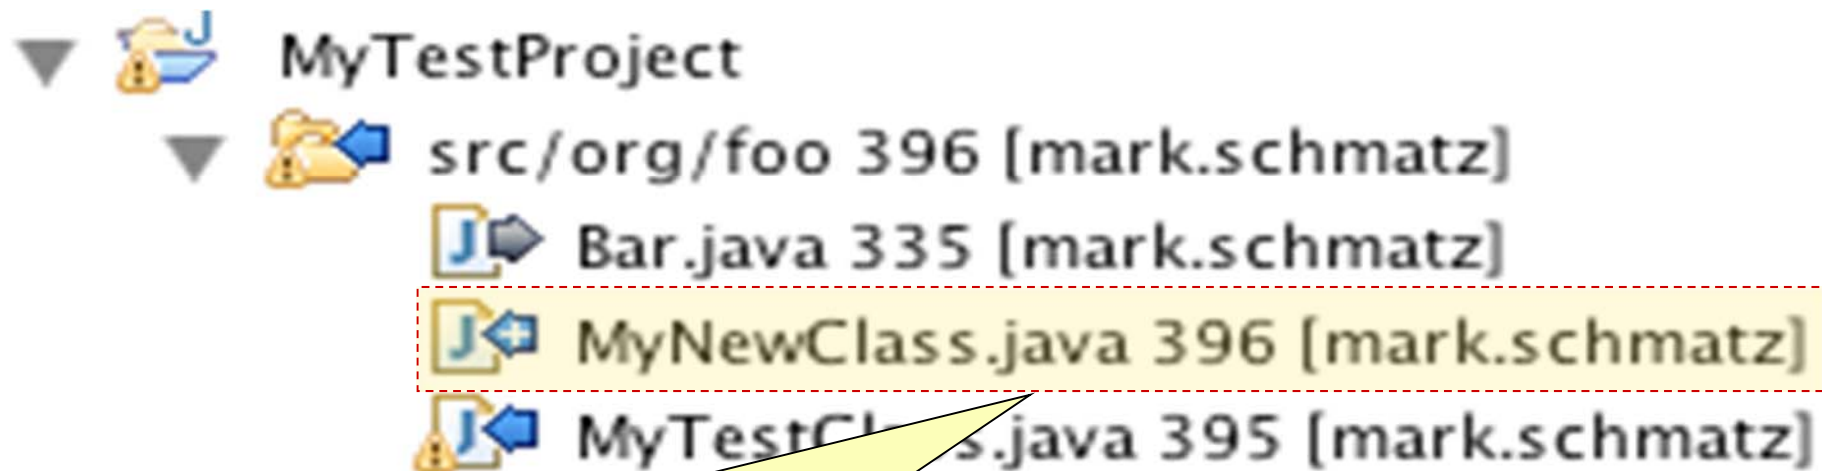 MyTestProject
src/org/foo 396 [mark.schmatz]
Bar.java 335 [mark.schmatz]
MyNewClass.java 396 [mark.schmatz]
MyTestClass.java 395 [mark.schmatz]